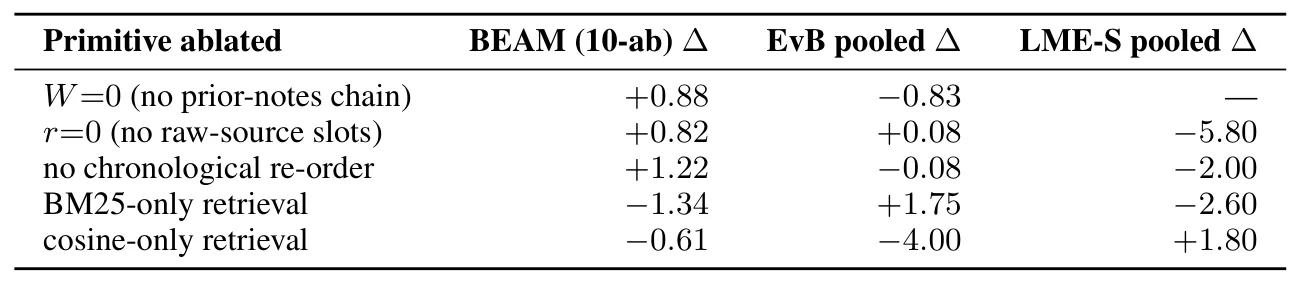 Primitive ablated BEAM (10-ab) Δ EvB pooled Δ LME-S pooled Δ
W=0 (no prior-notes chain) +0.88 −0.83 —
r=0 (no raw-source slots) +0.82 +0.08 −5.80
no chronological re-order +1.22 −0.08 −2.00
BM25-only retrieval −1.34 +1.75 −2.60
cosine-only retrieval −0.61 −4.00 +1.80